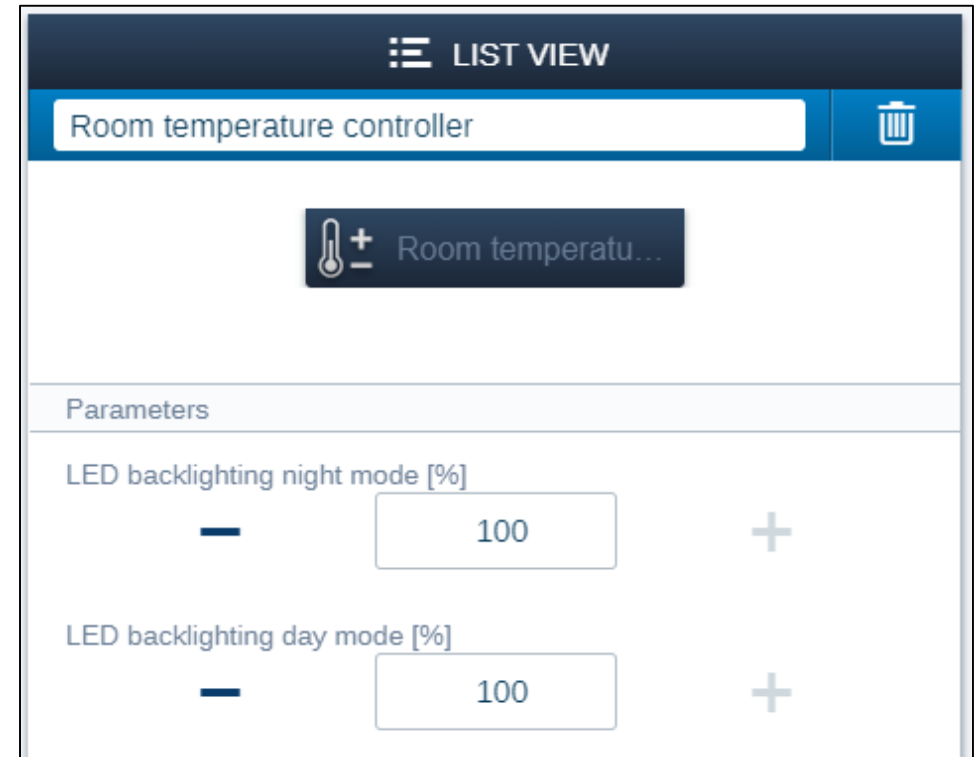 LIST VIEW
Room temperature controller
Room temperatu...
Parameters
LED backlighting night mode [%]
100
LED backlighting day mode [%]
100